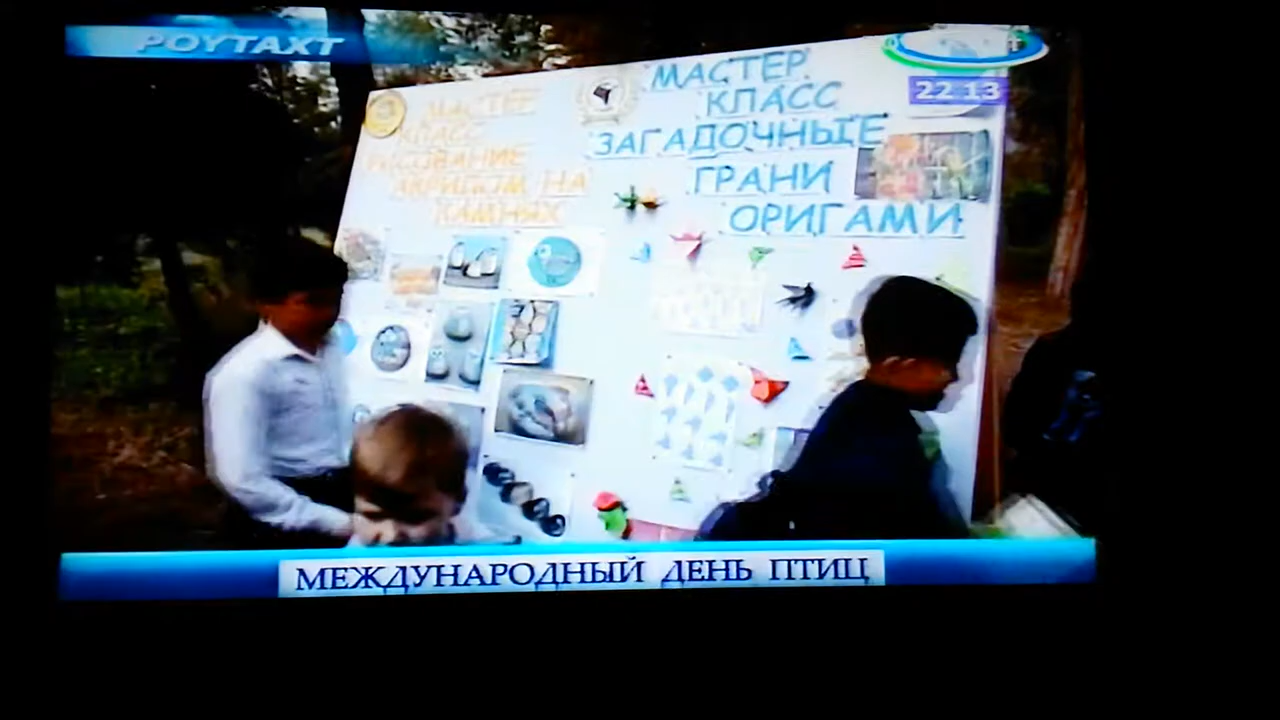 POYTAXT
22:13
МАСТЕР
КЛАСС
РИСОВАНИЕ
АКРИЛОМ НА
КАМНЯХ
МАСТЕР
КЛАСС
ЗАГАДОЧНЫЕ
ГРАНИ
ОРИГАМИ
МЕЖДУНАРОДНЫЙ ДЕНЬ ПТИЦ